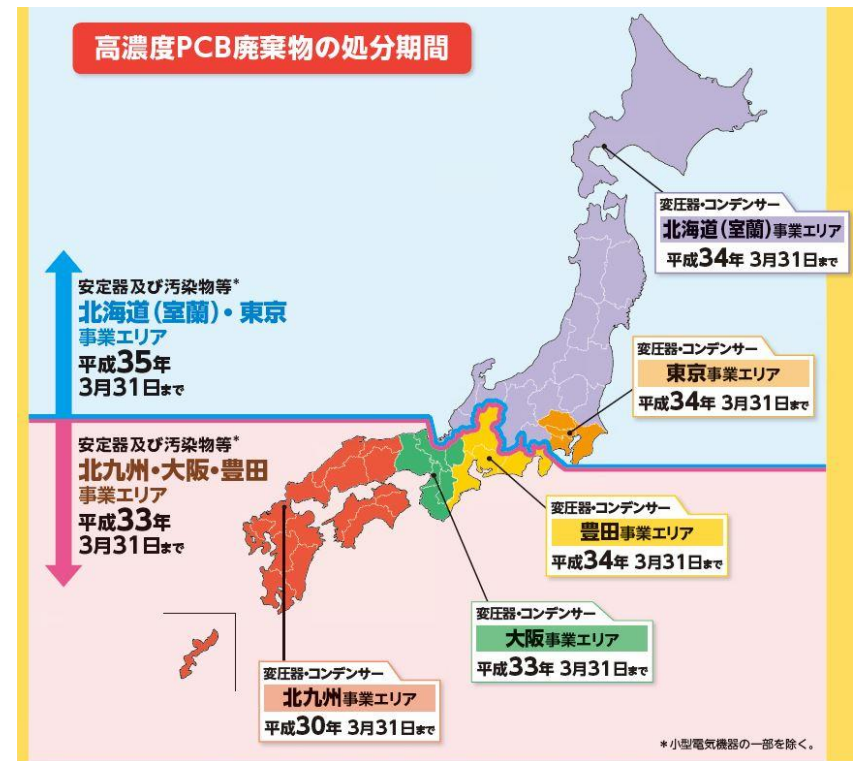 高濃度PCB廃棄物の処分期間
変圧器・コンデンサー
北海道(室蘭)事業エリア
平成34年 3月31日まで
安定器及び汚染物等*
北海道(室蘭)・東京
事業エリア
平成35年
3月31日まで
変圧器・コンデンサー
東京事業エリア
平成34年 3月31日まで
安定器及び汚染物等*
北九州・大阪・豊田
事業エリア
平成33年
3月31日まで
変圧器・コンデンサー
豊田事業エリア
平成34年 3月31日まで
変圧器・コンデンサー
大阪事業エリア
平成33年 3月31日まで
変圧器・コンデンサー
北九州事業エリア
平成30年 3月31日まで
*小型電気機器の一部を除く。